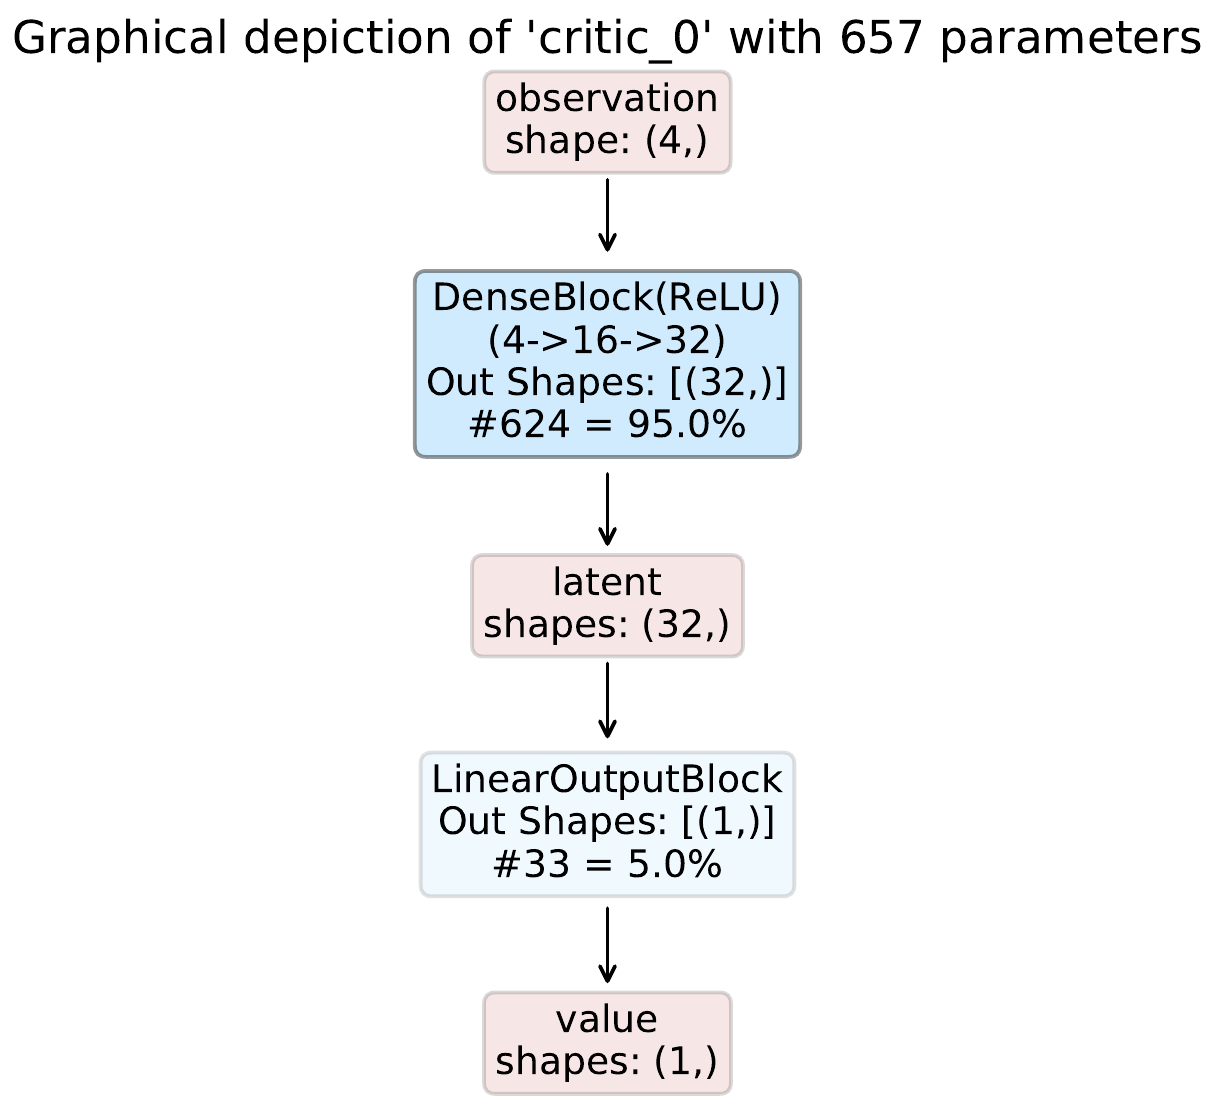 Graphical depiction of 'critic_0' with 657 parameters
observation
shape: (4,)
DenseBlock(ReLU)
(4->16->32)
Out Shapes: [(32,)]
#624 = 95.0%
latent
shapes: (32,)
LinearOutputBlock
Out Shapes: [(1,)]
#33 = 5.0%
value
shapes: (1,)